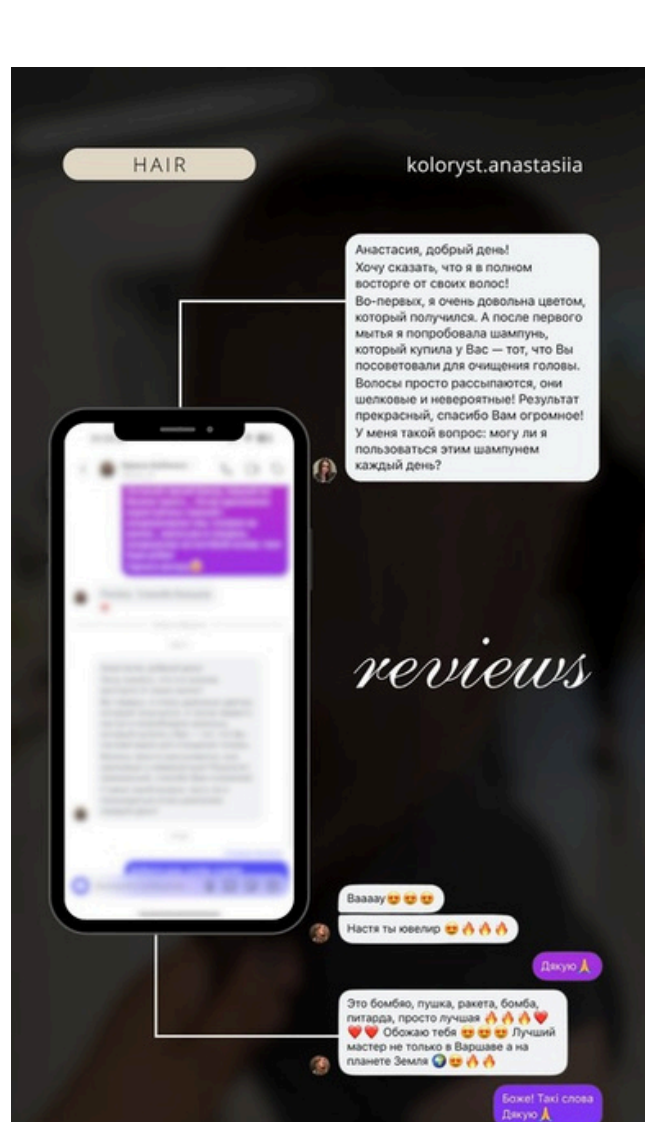 HAIR
koloryst.anastasiia
Анастасия, добрый день!
Хочу сказать, что я в полном
восторге от своих волос!
Во-первых, я очень довольна цветом,
который получился. А после первого
мытья я попробовала шампунь,
который купила у Вас — тот, что Вы
посоветовали для очищения головы.
Волосы просто рассыпаются, они
шелковые и невероятные! Результат
прекрасный, спасибо Вам огромное!
У меня такой вопрос: могу ли я
пользоваться этим шампунем
каждый день?
reviews
Ваааау😍😍😍
Настя ты ювелир 😍🔥🔥🔥
Дякую🙏
Это бомбяо, пушка, ракета, бомба,
питарда, просто лучшая 🔥🔥🔥❤️
❤️❤️ Обожаю тебя 😍😍😍 Лучший
мастер не только в Варшаве а на
планете Земля 🌍😍🔥🔥
Боже! Такі слова
Дякую🙏